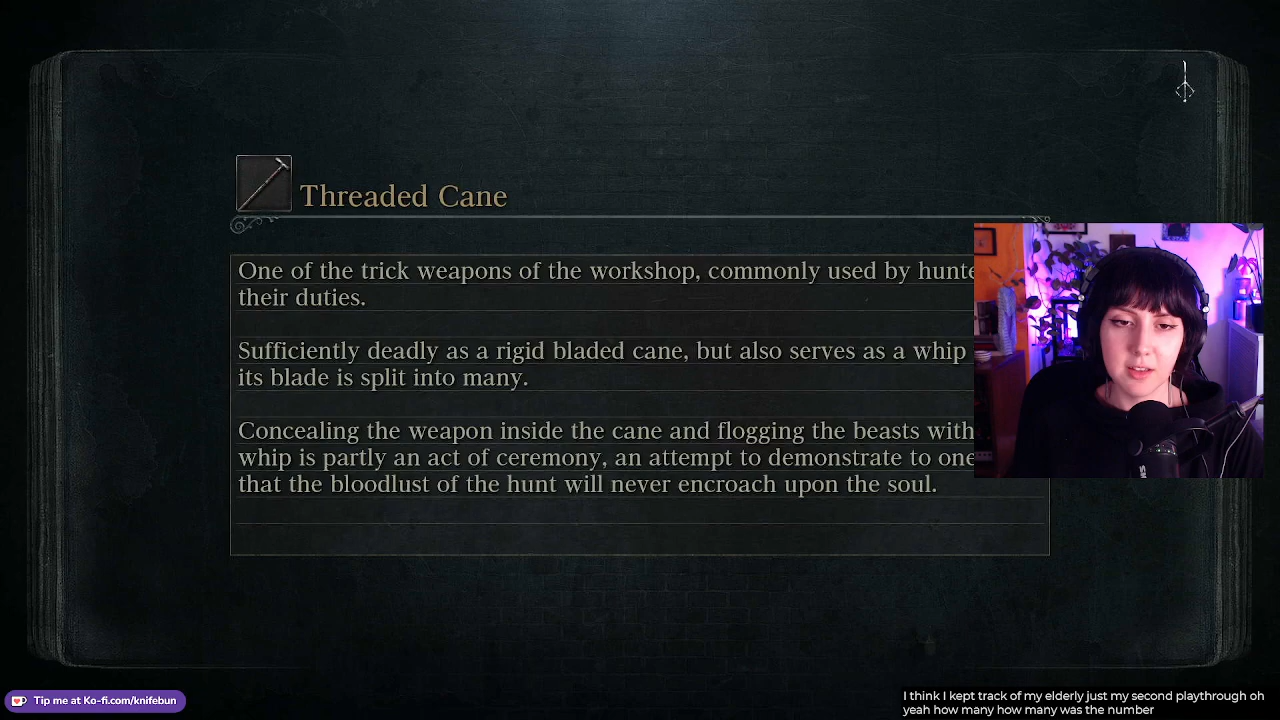 Threaded Cane
One of the trick weapons of the workshop, commonly used by
their duties.
Sufficiently deadly as a rigid bladed cane, but also serves as a whip
its blade is split into many.
Concealing the weapon inside the cane and flogging the beasts with
whip is partly an act of ceremony, an attempt to demonstrate to
that the bloodlust of the hunt will never encroach upon the soul.
Tip me at Ko-fi.com/knifebun
I think I kept track of my elderly just my second playthrough oh
yeah how many how many was the number